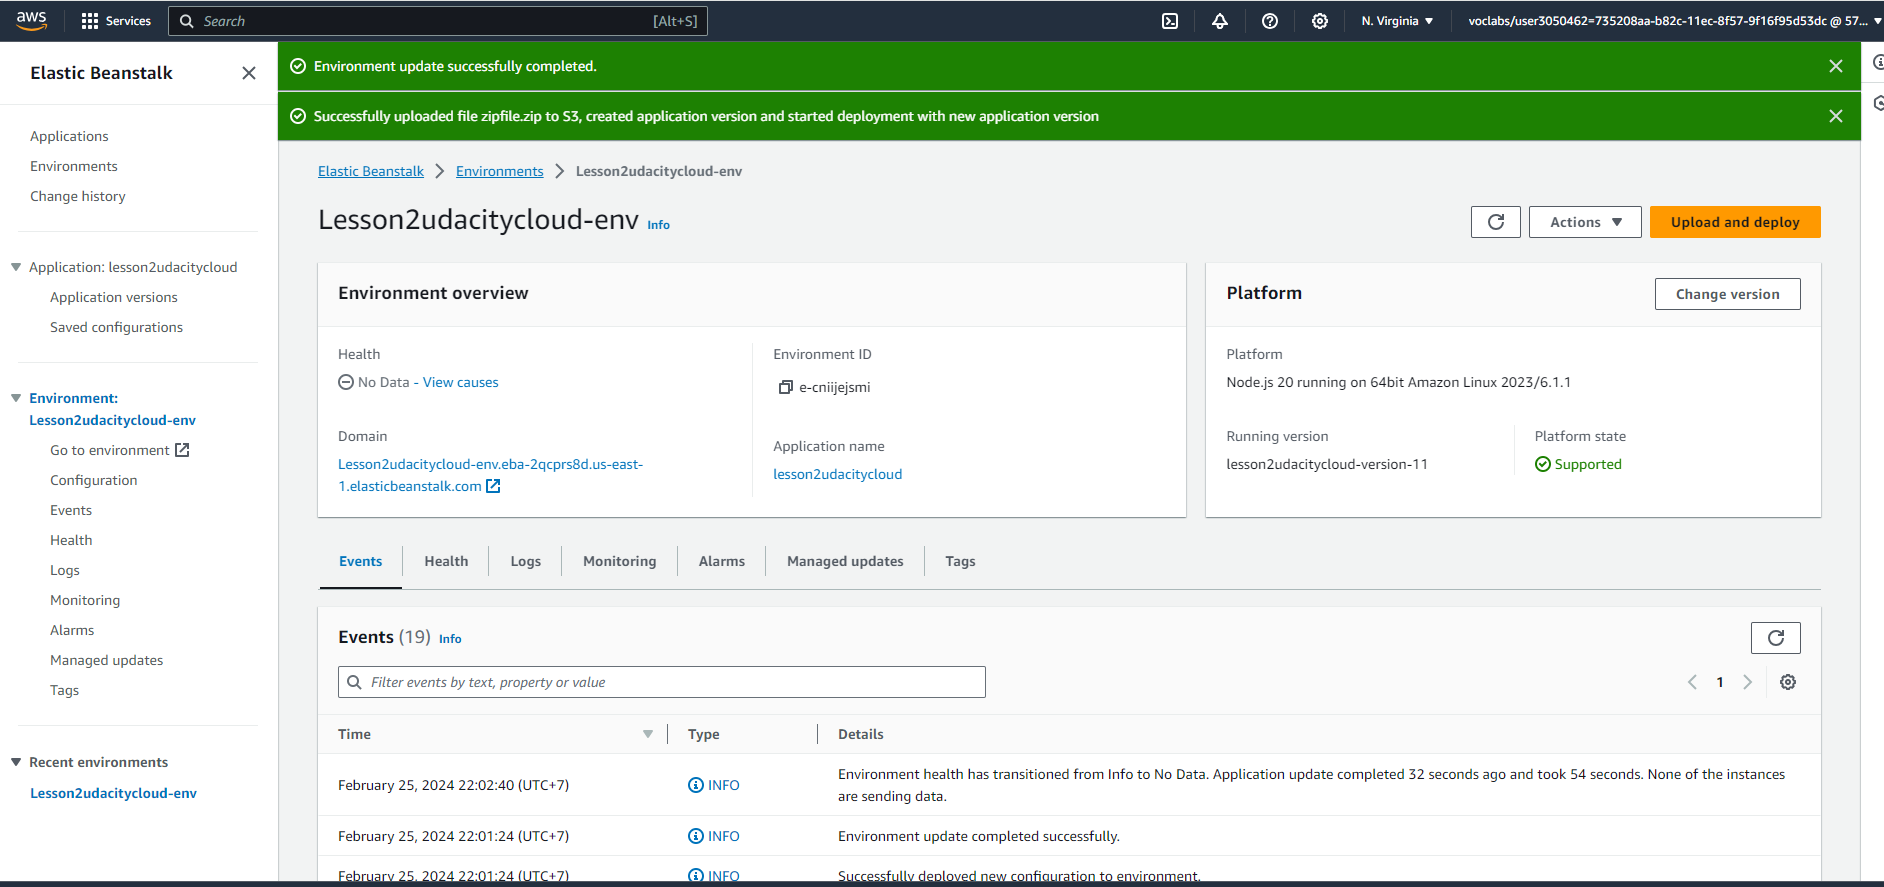 aws
Services
Search
[Alt+S]
N. Virginia
voclabs/user3050462=735208aa-b82c-11ec-8f57-9f16f95d53dc @ 57...
Elastic Beanstalk
Applications
Environments
Change history
Application: lesson2udacitycloud
Application versions
Saved configurations
Environment:
Lesson2udacitycloud-env
Go to environment
Configuration
Events
Health
Logs
Monitoring
Alarms
Managed updates
Tags
Recent environments
Lesson2udacitycloud-env
Environment update successfully completed.
Successfully uploaded file zipfile.zip to S3, created application version and started deployment with new application version
Elastic Beanstalk
Environments
Lesson2udacitycloud-env
Lesson2udacitycloud-env Info
Actions
Upload and deploy
Environment overview
Health
No Data - View causes
Domain
Lesson2udacitycloud-env.eba-2qcprs8d.us-east-
1.elasticbeanstalk.com
Environment ID
e-cniijejsmi
Application name
lesson2udacitycloud
Platform
Change version
Platform
Node.js 20 running on 64bit Amazon Linux 2023/6.1.1
Running version
lesson2udacitycloud-version-11
Platform state
Supported
Events
Health
Logs
Monitoring
Alarms
Managed updates
Tags
Events (19) Info
Filter events by text, property or value
1
Time
Type
Details
February 25, 2024 22:02:40 (UTC+7)
INFO
Environment health has transitioned from Info to No Data. Application update completed 32 seconds ago and took 54 seconds. None of the instances
are sending data.
February 25, 2024 22:01:24 (UTC+7)
INFO
Environment update completed successfully.
February 25, 2024 22:01:24 (UTC+7)
INFO
Successfully deployed new configuration to environment.